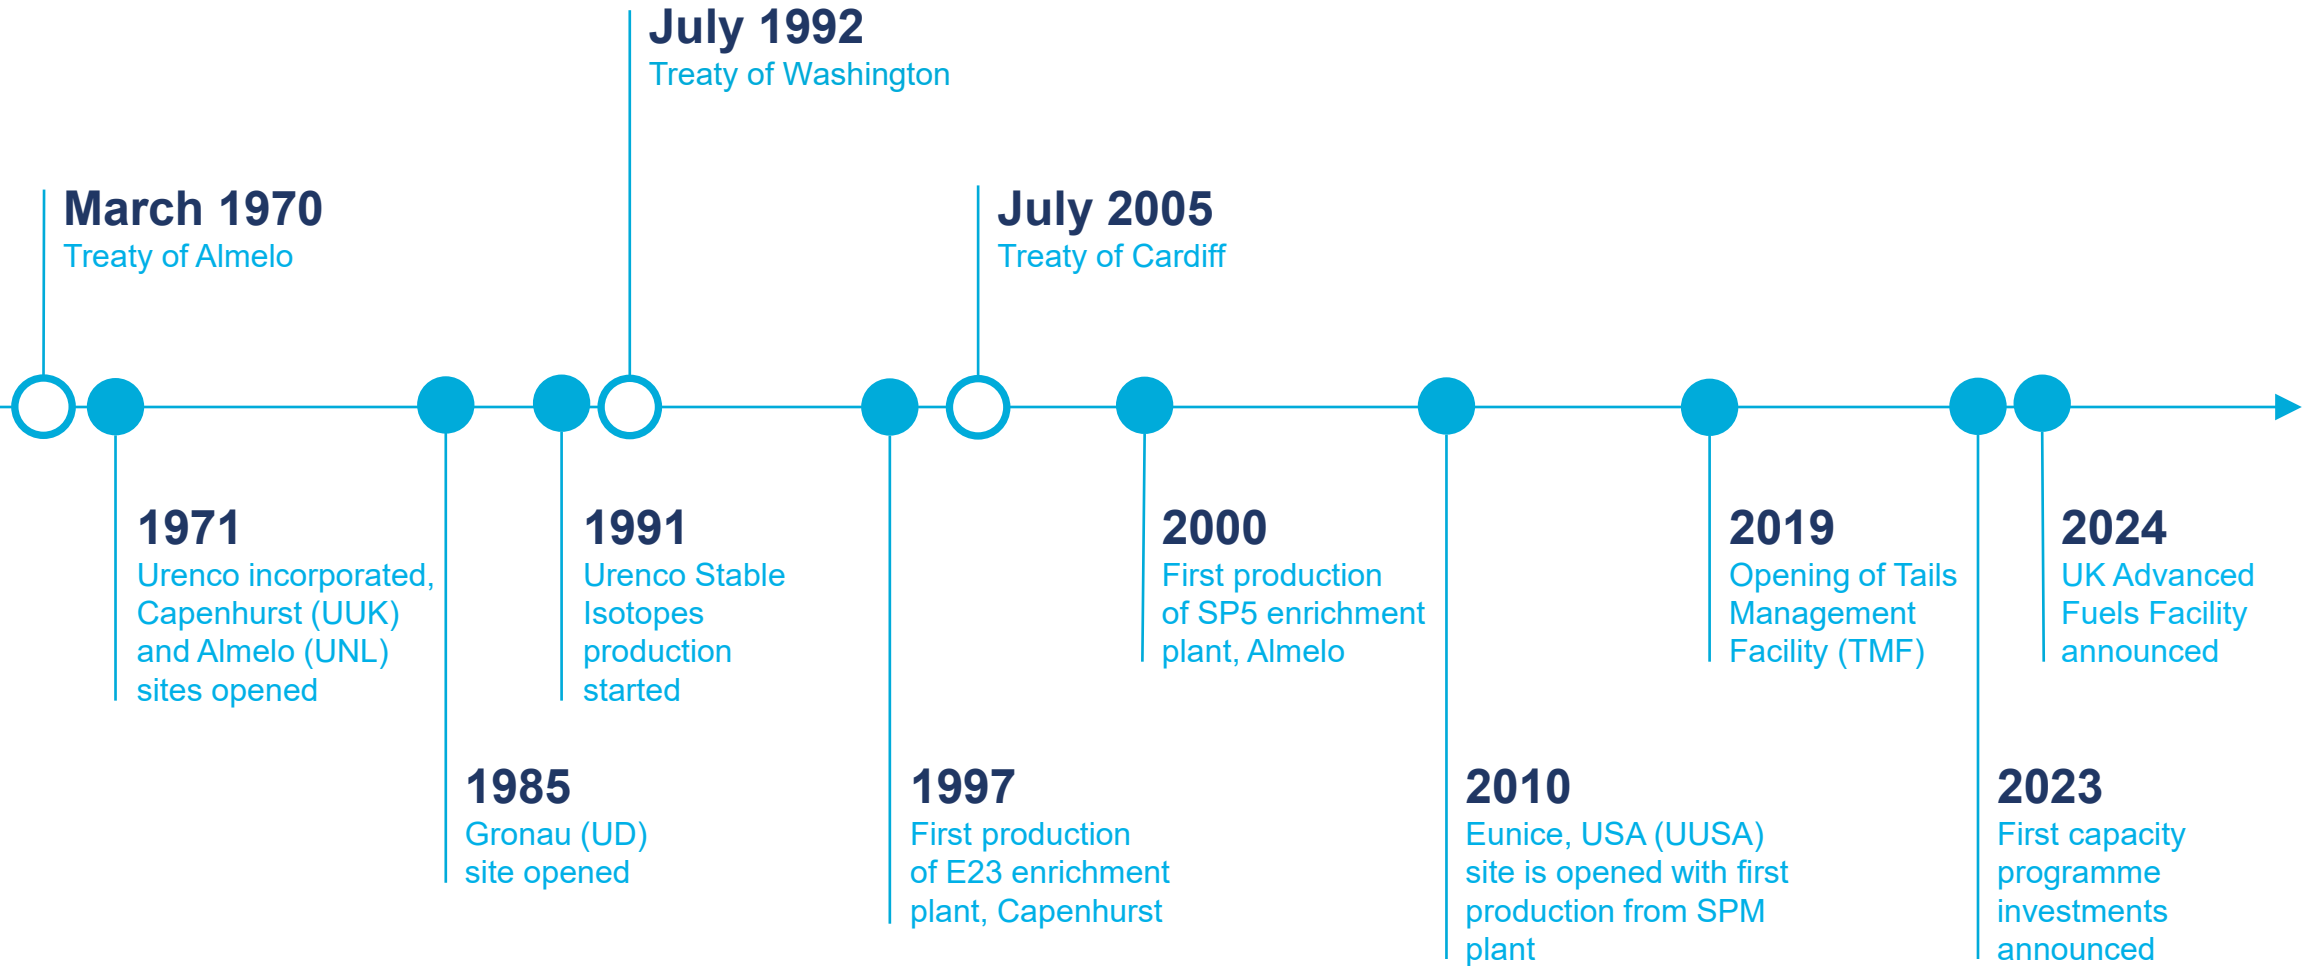 July 1992
Treaty of Washington
March 1970
Treaty of Almelo
July 2005
Treaty of Cardiff
1971
Urenco incorporated,
Capenhurst (UUK)
and Almelo (UNL)
sites opened
1991
Urenco Stable
Isotopes
production
started
2000
First production
of SP5 enrichment
plant, Almelo
2019
Opening of Tails
Management
Facility (TMF)
2024
UK Advanced
Fuels Facility
announced
1985
Gronau (UD)
site opened
1997
First production
of E23 enrichment
plant, Capenhurst
2010
Eunice, USA (UUSA)
site is opened with first
production from SPM
plant
2023
First capacity
programme
investments
announced